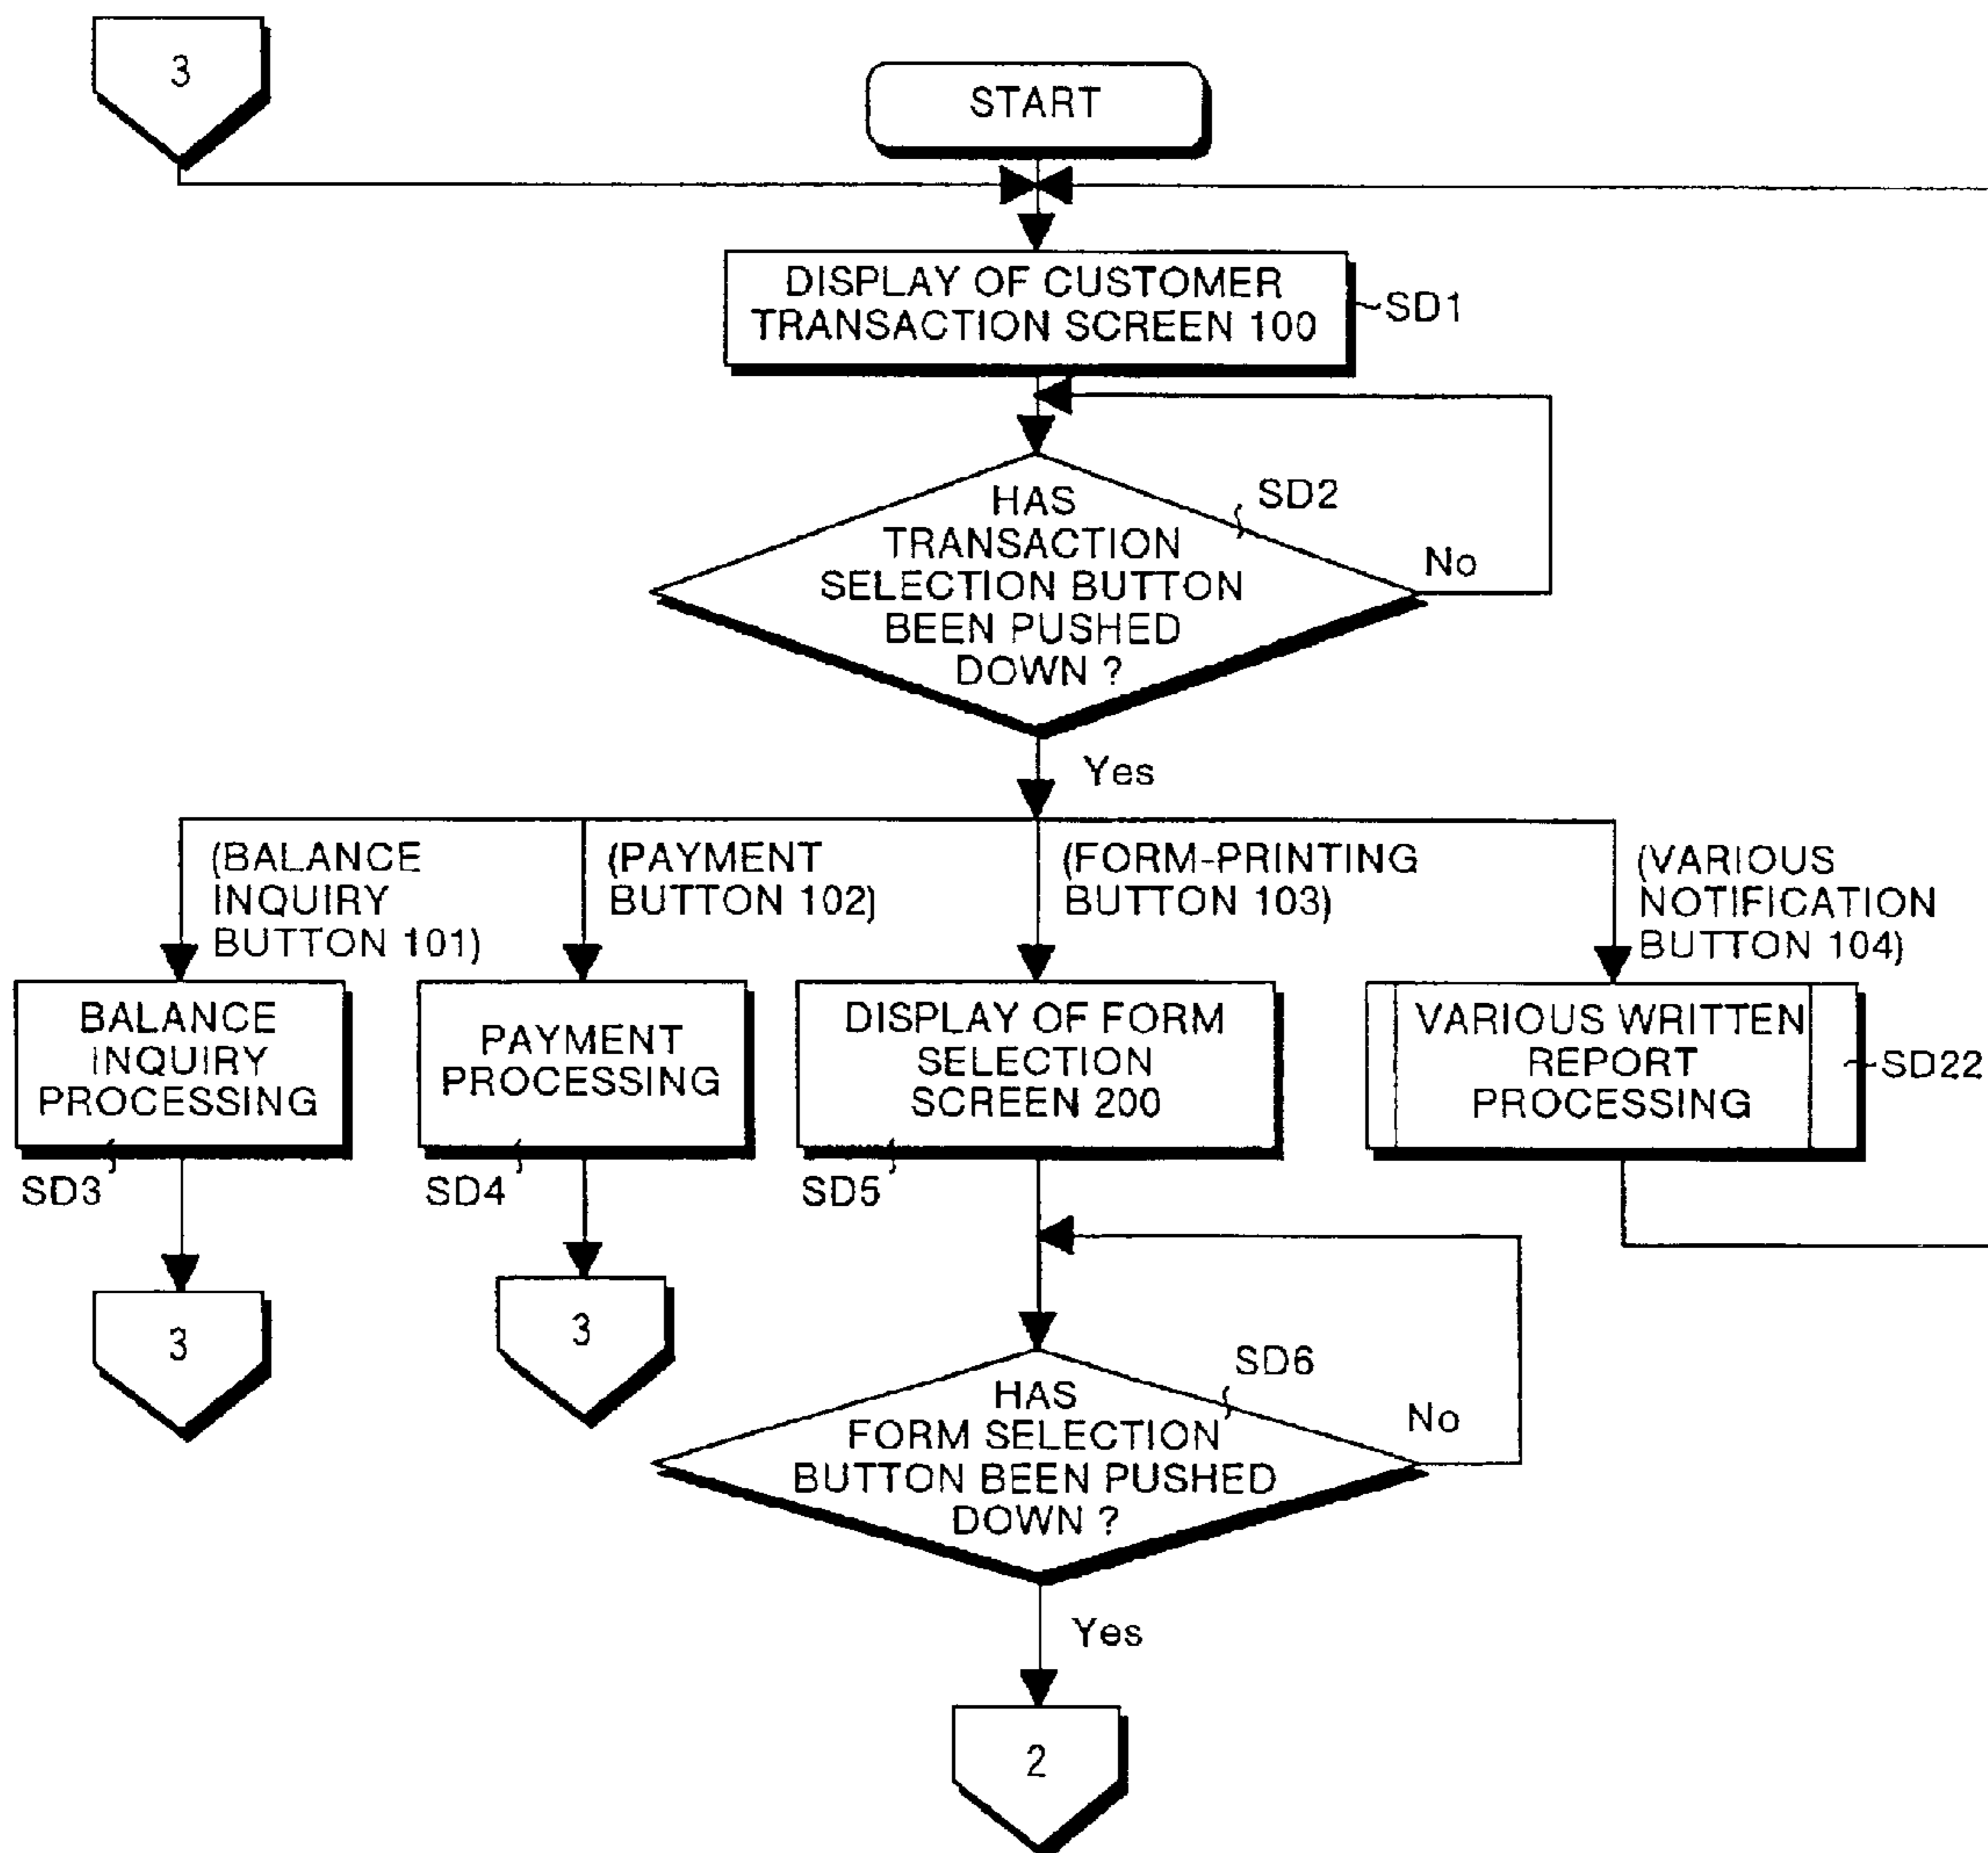 3
START
DISPLAY OF CUSTOMER
TRANSACTION SCREEN 100
SD1
HAS
TRANSACTION
SELECTION BUTTON
BEEN PUSHED
DOWN ?
SD2
No
Yes
(BALANCE
INQUIRY
BUTTON 101)
(PAYMENT
BUTTON 102)
(FORM-PRINTING
BUTTON 103)
(VARIOUS
NOTIFICATION
BUTTON 104)
BALANCE
INQUIRY
PROCESSING
SD3
PAYMENT
PROCESSING
SD4
DISPLAY OF FORM
SELECTION
SCREEN 200
SD5
VARIOUS WRITTEN
REPORT
PROCESSING
SD22
3
3
HAS
FORM SELECTION
BUTTON BEEN PUSHED
DOWN ?
SD6
No
Yes
2